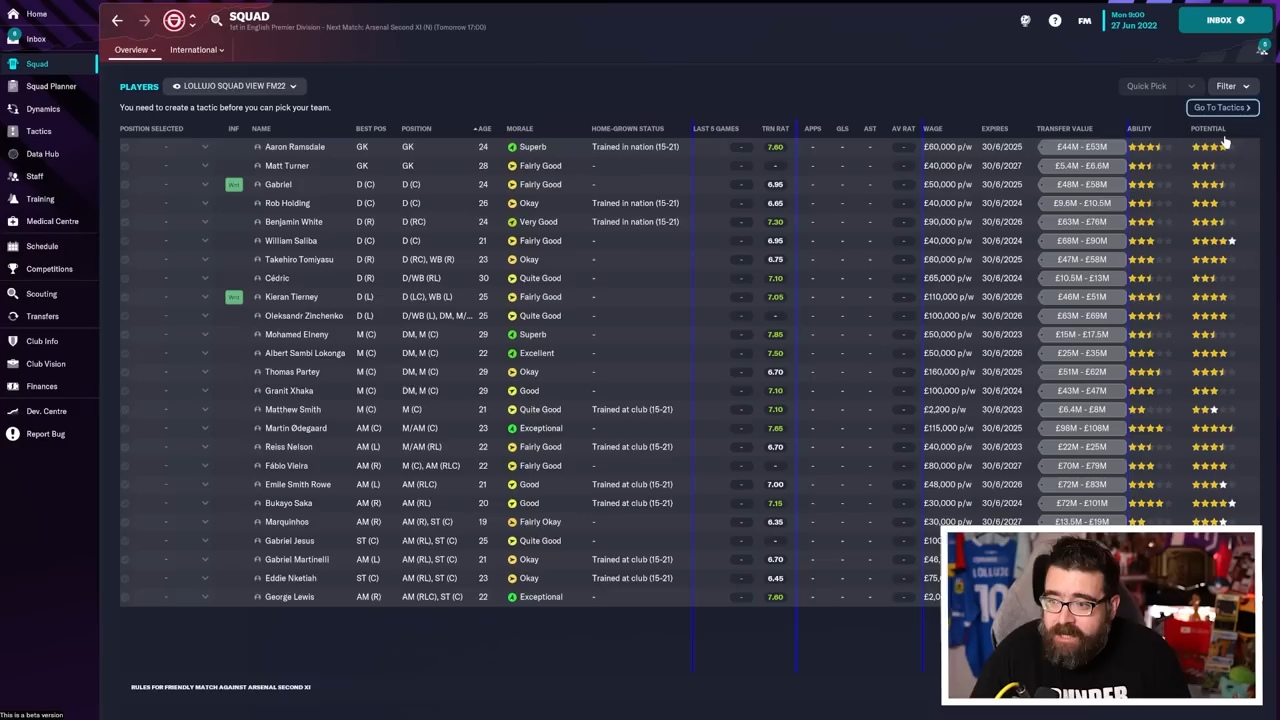 Home
SQUAD
1st in English Premier Division - Next Match: Arsenal Second XI (N) (Tomorrow 17:00)
FM
Mon 9:00
27 Jun 2022
INBOX
Inbox
Squad
Squad Planner
Dynamics
Tactics
Data Hub
Staff
Training
Medical Centre
Schedule
Competitions
Scouting
Transfers
Club Info
Club Vision
Finances
Dev. Centre
Report Bug
Overview International
PLAYERS LOLLUJO SQUAD VIEW FM22 Quick Pick Filter
You need to create a tactic before you can pick your team. Go To Tactics
POSITION SELECTED INF NAME BEST POS POSITION AGE MORALE HOME-GROWN STATUS LAST 5 GAMES TRN RAT APPS GLS AST AV RAT WAGE EXPIRES TRANSFER VALUE ABILITY POTENTIAL
- Aaron Ramsdale GK GK 24 Superb Trained in nation (15-21) - 7.60 - - - - £60,000 p/w 30/6/2025 £44M - £53M
- Matt Turner GK GK 28 Fairly Good - - - - - - - £40,000 p/w 30/6/2027 £5.4M - £6.6M
- Wnt Gabriel D (C) D (C) 24 Fairly Good - - 6.95 - - - - £50,000 p/w 30/6/2025 £48M - £58M
- Rob Holding D (C) D (C) 26 Okay Trained in nation (15-21) - 6.65 - - - - £40,000 p/w 30/6/2024 £9.6M - £10.5M
- Benjamin White D (R) D (RC) 24 Very Good Trained in nation (15-21) - 7.30 - - - - £90,000 p/w 30/6/2026 £63M - £76M
- William Saliba D (C) D (C) 21 Fairly Good - - 6.95 - - - - £40,000 p/w 30/6/2024 £68M - £90M
- Takehiro Tomiyasu D (R) D (RC), WB (R) 23 Okay - - 6.75 - - - - £60,000 p/w 30/6/2025 £47M - £58M
- Cédric D (R) D/WB (RL) 30 Quite Good - - 7.10 - - - - £65,000 p/w 30/6/2024 £10.5M - £13M
- Wnt Kieran Tierney D (L) D (LC), WB (L) 25 Fairly Good - - 7.05 - - - - £110,000 p/w 30/6/2026 £46M - £51M
- Oleksandr Zinchenko D (L) D/WB (L), DM, M/... 25 Quite Good - - - - - - - £100,000 p/w 30/6/2026 £63M - £69M
- Mohamed Elneny M (C) DM, M (C) 29 Superb - - 7.85 - - - - £50,000 p/w 30/6/2023 £15M - £17.5M
- Albert Sambi Lokonga M (C) DM, M (C) 22 Excellent - - 7.50 - - - - £50,000 p/w 30/6/2026 £25M - £35M
- Thomas Partey M (C) DM, M (C) 29 Okay - - 6.70 - - - - £160,000 p/w 30/6/2025 £51M - £62M
- Granit Xhaka M (C) DM, M (C) 29 Good - - 7.10 - - - - £100,000 p/w 30/6/2024 £43M - £47M
- Matthew Smith M (C) M (C) 21 Quite Good Trained at club (15-21) - 7.10 - - - - £2,200 p/w 30/6/2023 £6.4M - £8M
- Martin Ødegaard AM (C) M/AM (C) 23 Exceptional - - 7.65 - - - - £115,000 p/w 30/6/2025 £98M - £108M
- Reiss Nelson AM (L) M/AM (RL) 22 Fairly Good Trained at club (15-21) - 6.70 - - - - £40,000 p/w 30/6/2023 £22M - £25M
- Fábio Vieira AM (R) M (C), AM (RLC) 22 Fairly Good - - - - - - - £80,000 p/w 30/6/2027 £70M - £79M
- Emile Smith Rowe AM (L) AM (RLC) 21 Good Trained at club (15-21) - 7.00 - - - - £48,000 p/w 30/6/2026 £72M - £83M
- Bukayo Saka AM (R) AM (RL) 20 Good Trained at club (15-21) - 7.15 - - - - £30,000 p/w 30/6/2024 £72M - £101M
- Marquinhos AM (R) AM (R), ST (C) 19 Fairly Okay - - 6.35 - - - - £30,000 p/w 30/6/2027 £13.5M - £19M
- Gabriel Jesus ST (C) AM (RL), ST (C) 25 Quite Good - - - - - - -
- Gabriel Martinelli AM (L) AM (RL), ST (C) 21 Okay Trained at club (15-21) - 6.70 - - - -
- Eddie Nketiah ST (C) AM (RL), ST (C) 23 Okay Trained at club (15-21) - 6.45 - - - -
- George Lewis AM (R) AM (RLC), ST (C) 22 Exceptional - - 7.60 - - - -
RULES FOR FRIENDLY MATCH AGAINST ARSENAL SECOND XI
LOLLUJO
10
UNDER
This is a beta version